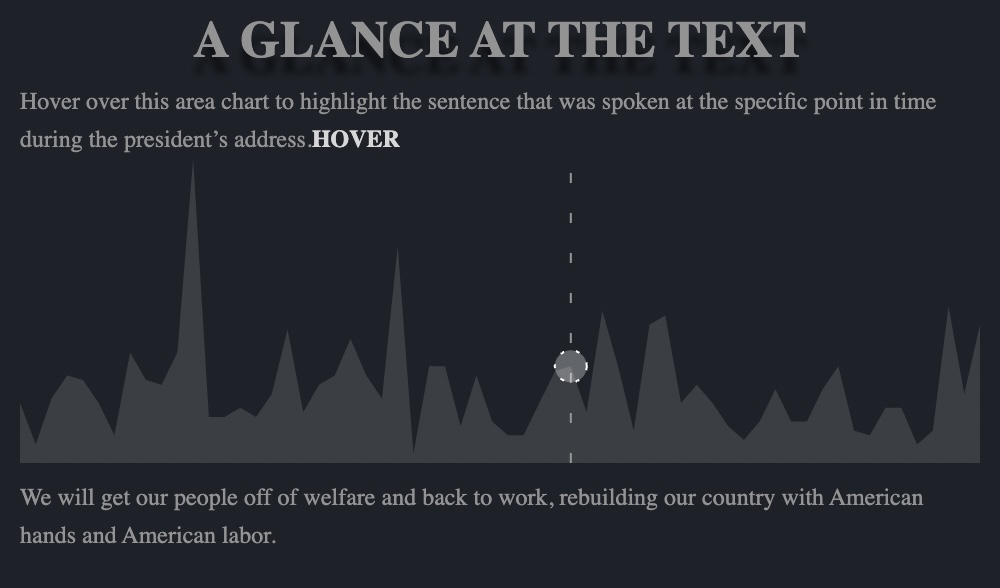 A GLANCE AT THE TEXT
Hover over this area chart to highlight the sentence that was spoken at the specific point in time
during the president’s address.HOVER
We will get our people off of welfare and back to work, rebuilding our country with American
hands and American labor.